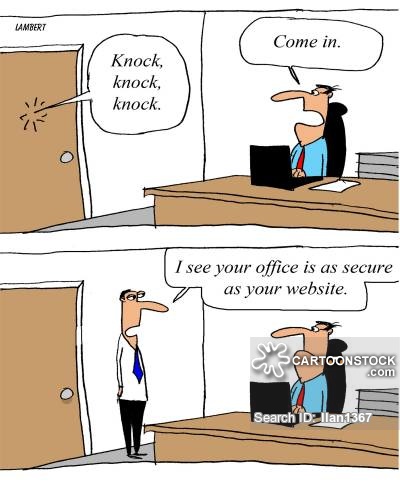 LAMBERT
Knock,
knock,
knock.
Come in.
I see your office is as secure
as your website.
CARTOONSTOCK
.com
Search ID: llan1367